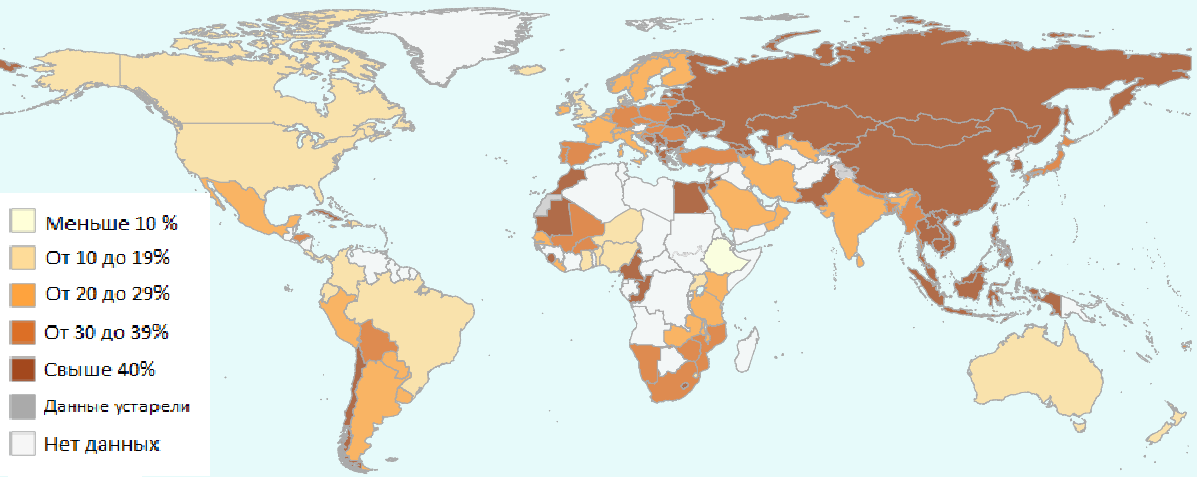 Меньше 10 %
От 10 до 19%
От 20 до 29%
От 30 до 39%
Свыше 40%
Данные устарели
Нет данных